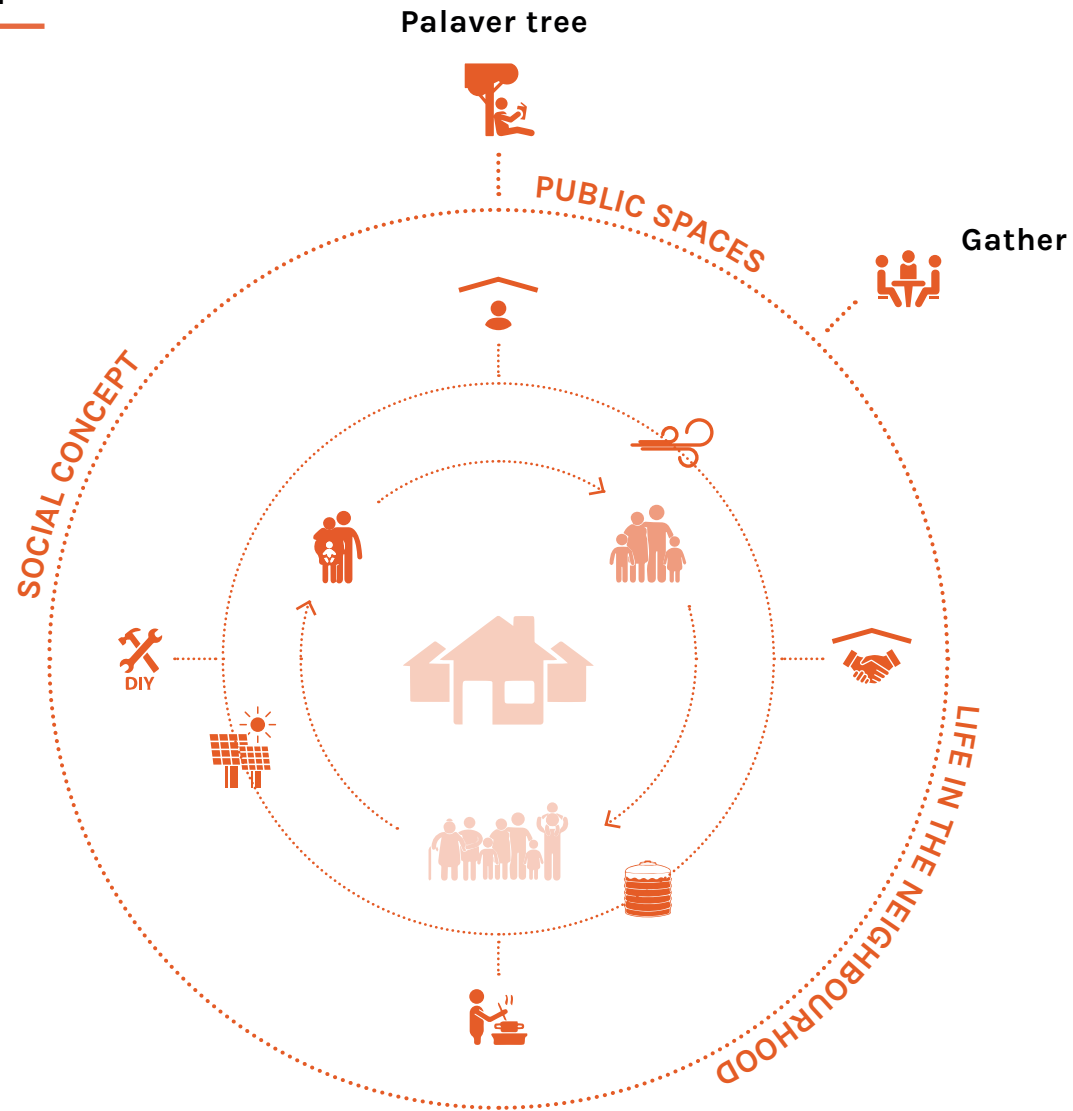 Palaver tree
PUBLIC SPACES
Gather
SOCIAL CONCEPT
DIY
LIFE IN THE NEIGHBOURHOOD